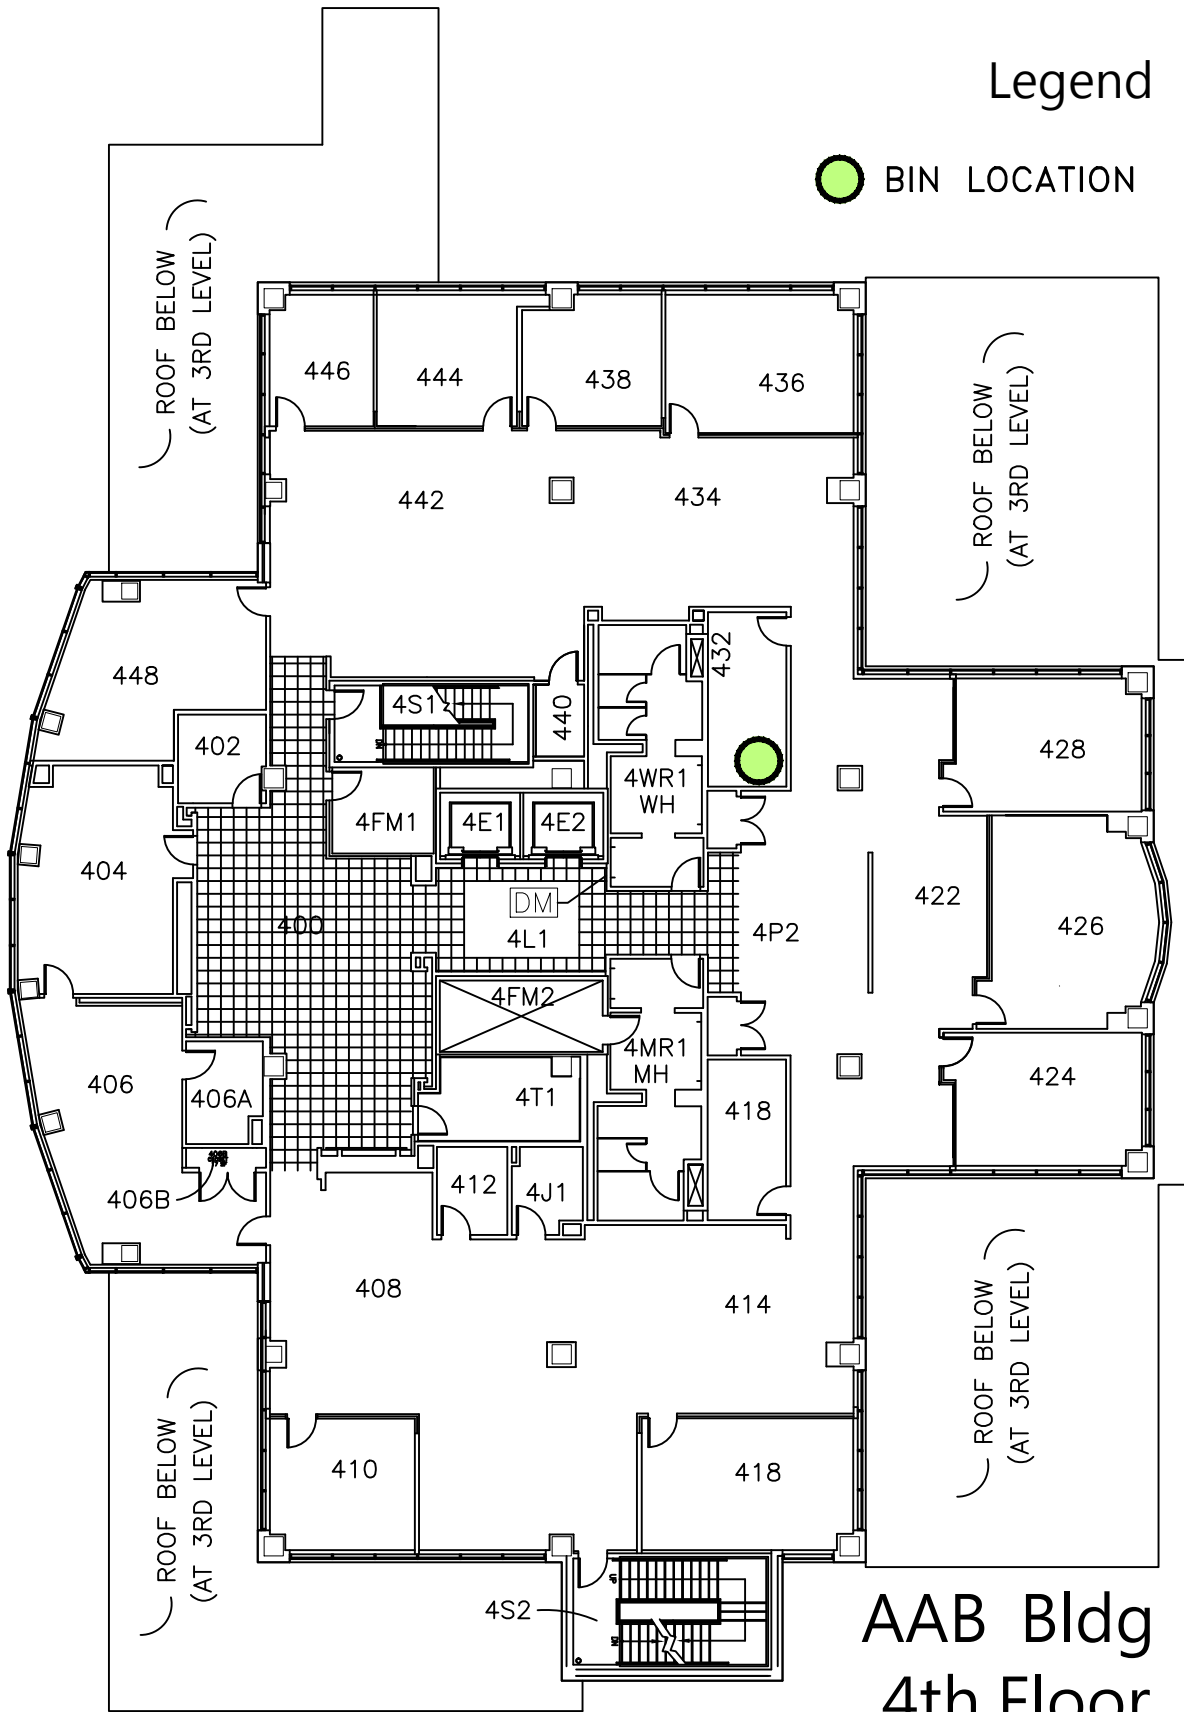 Legend
BIN LOCATION
ROOF BELOW
(AT 3RD LEVEL)
ROOF BELOW
(AT 3RD LEVEL)
446
444
438
436
442
434
448
432
4S1
DN
440
402
428
4WR1
WH
4FM1
4E1
4E2
404
DM
400
4L1
4P2
422
426
4FM2
4MR1
MH
406
406A
4T1
418
424
406B
412
4J1
408
414
410
418
ROOF BELOW
(AT 3RD LEVEL)
ROOF BELOW
(AT 3RD LEVEL)
UP
4S2
DN
AAB Bldg
4th Floor